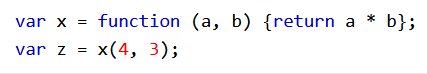 var x = function (a, b) {return a * b};
var z = x(4, 3);